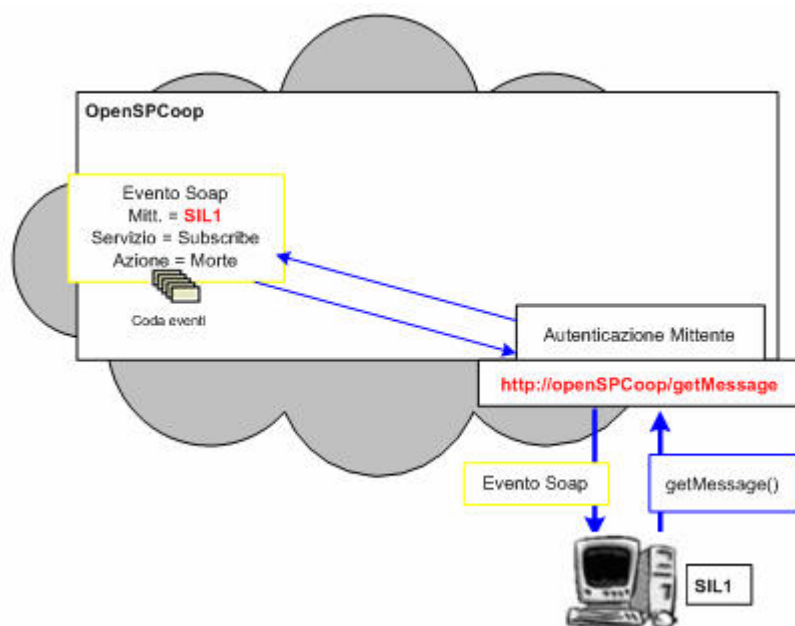 OpenSPCoop
Evento Soap
Mitt. = SIL1
Servizio = Subscribe
Azione = Morte
Coda eventi
Autenticazione Mittente
http://openSPCoop/getMessage
Evento Soap
getMessage()
SIL1